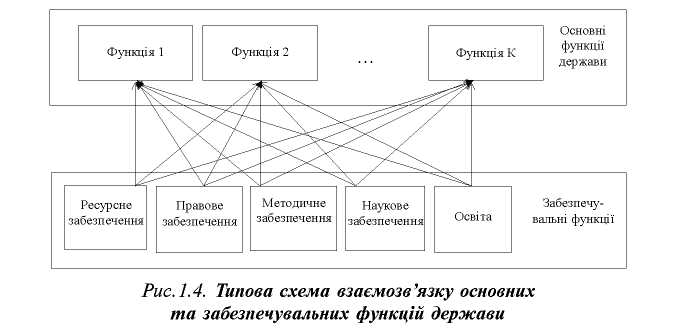 Функція 1
Функція 2
...
Функція К
Основні
функції
держави
Ресурсне
забезпечення
Правове
забезпечення
Методичне
забезпечення
Наукове
забезпечення
Освіта
Забезпечу-
вальні функції
Рис.1.4. Типова схема взаємозв’язку основних
та забезпечувальних функцій держави